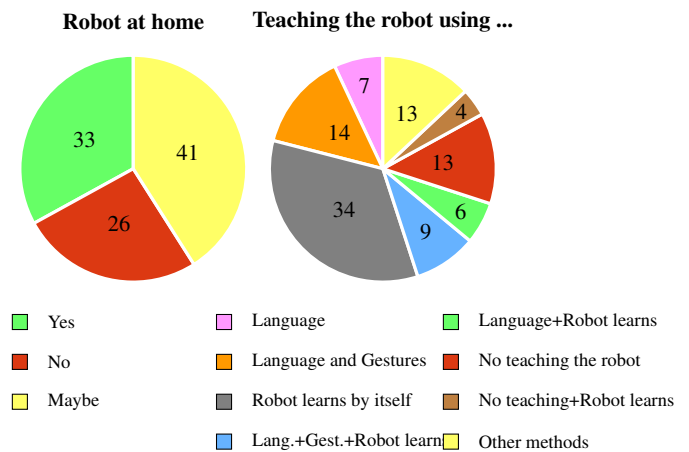 Robot at home
Teaching the robot using ...
33
41
26
7
13
4
14
13
34
6
9
Yes
Language
Language+Robot learns
No
Language and Gestures
No teaching the robot
Maybe
Robot learns by itself
No teaching+Robot learns
Lang.+Gest.+Robot learn
Other methods